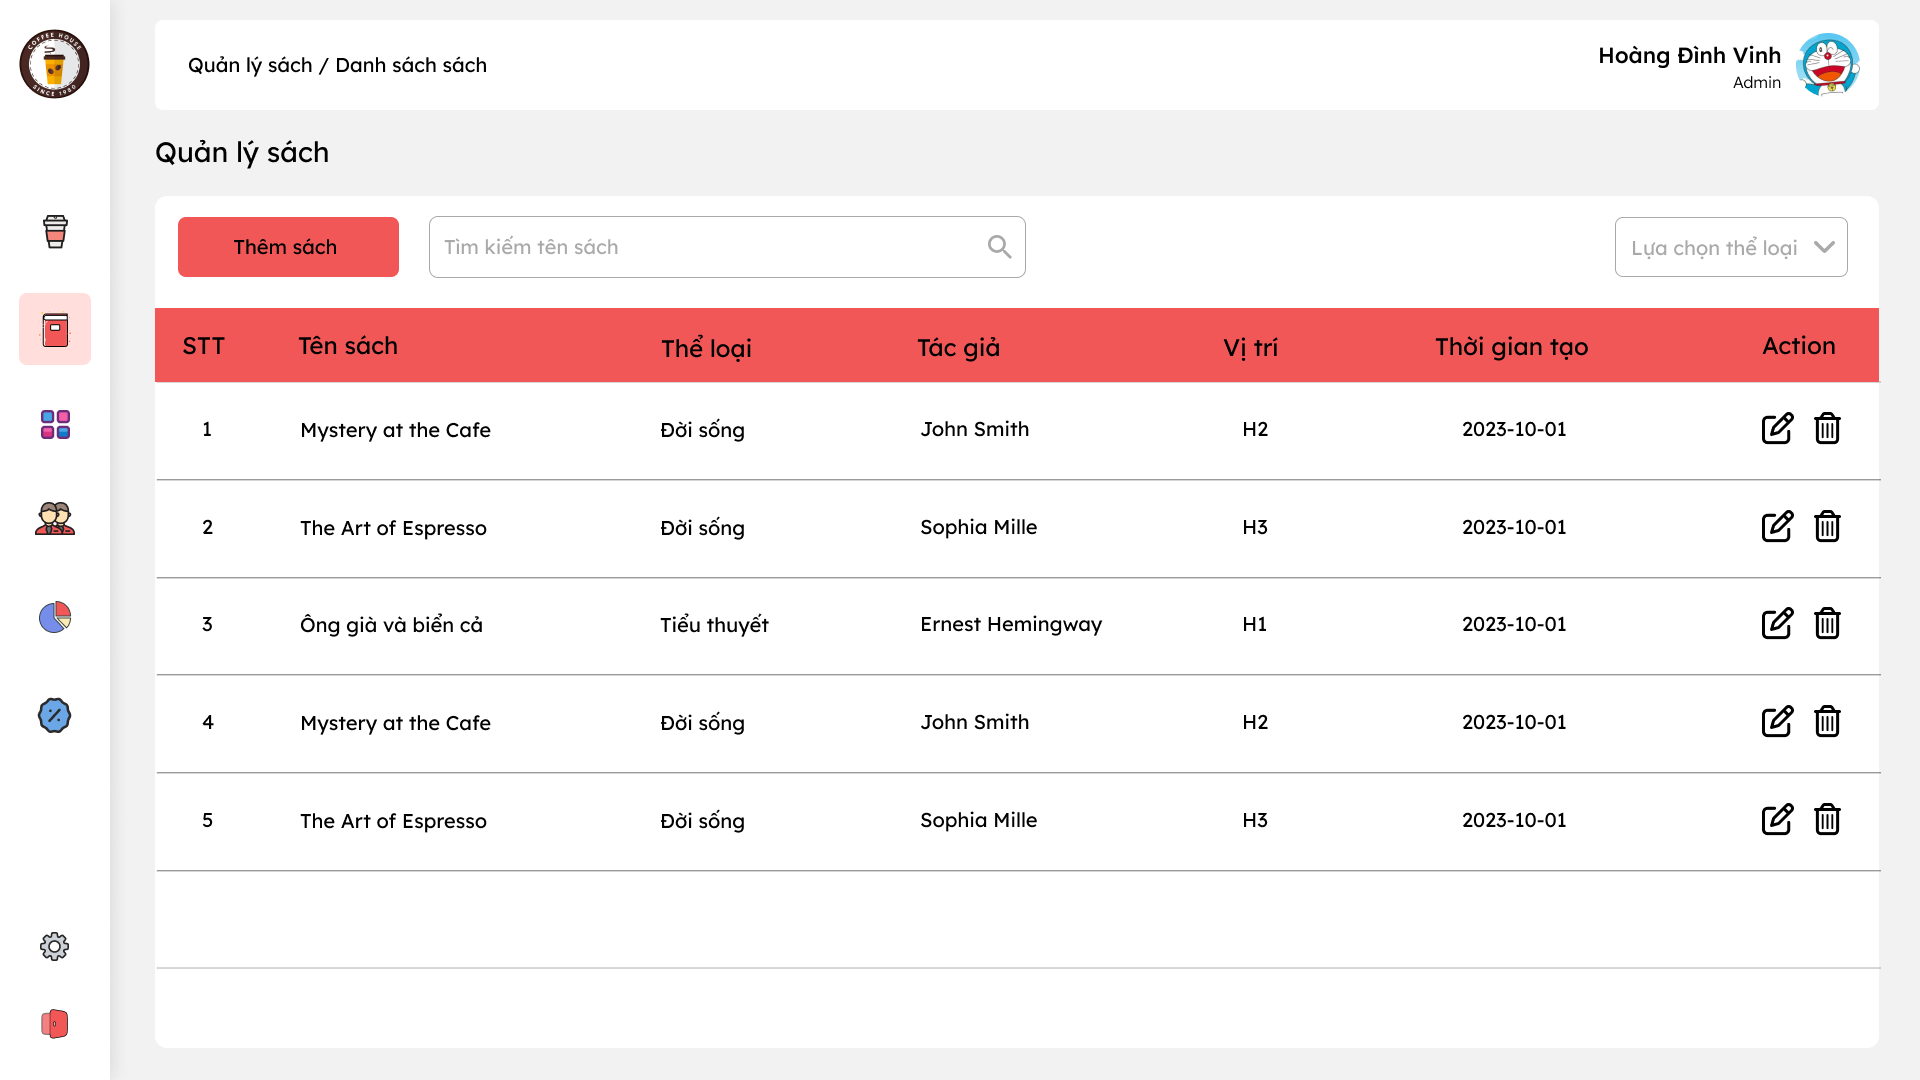 COFFEE HOUSE
SINCE 1980
Quản lý sách / Danh sách sách
Hoàng Đình Vinh
Admin
Quản lý sách
Thêm sách
Tìm kiếm tên sách
Lựa chọn thể loại
STT Tên sách Thể loại Tác giả Vị trí Thời gian tạo Action
1 Mystery at the Cafe Đời sống John Smith H2 2023-10-01
2 The Art of Espresso Đời sống Sophia Mille H3 2023-10-01
3 Ông già và biển cả Tiểu thuyết Ernest Hemingway H1 2023-10-01
4 Mystery at the Cafe Đời sống John Smith H2 2023-10-01
5 The Art of Espresso Đời sống Sophia Mille H3 2023-10-01